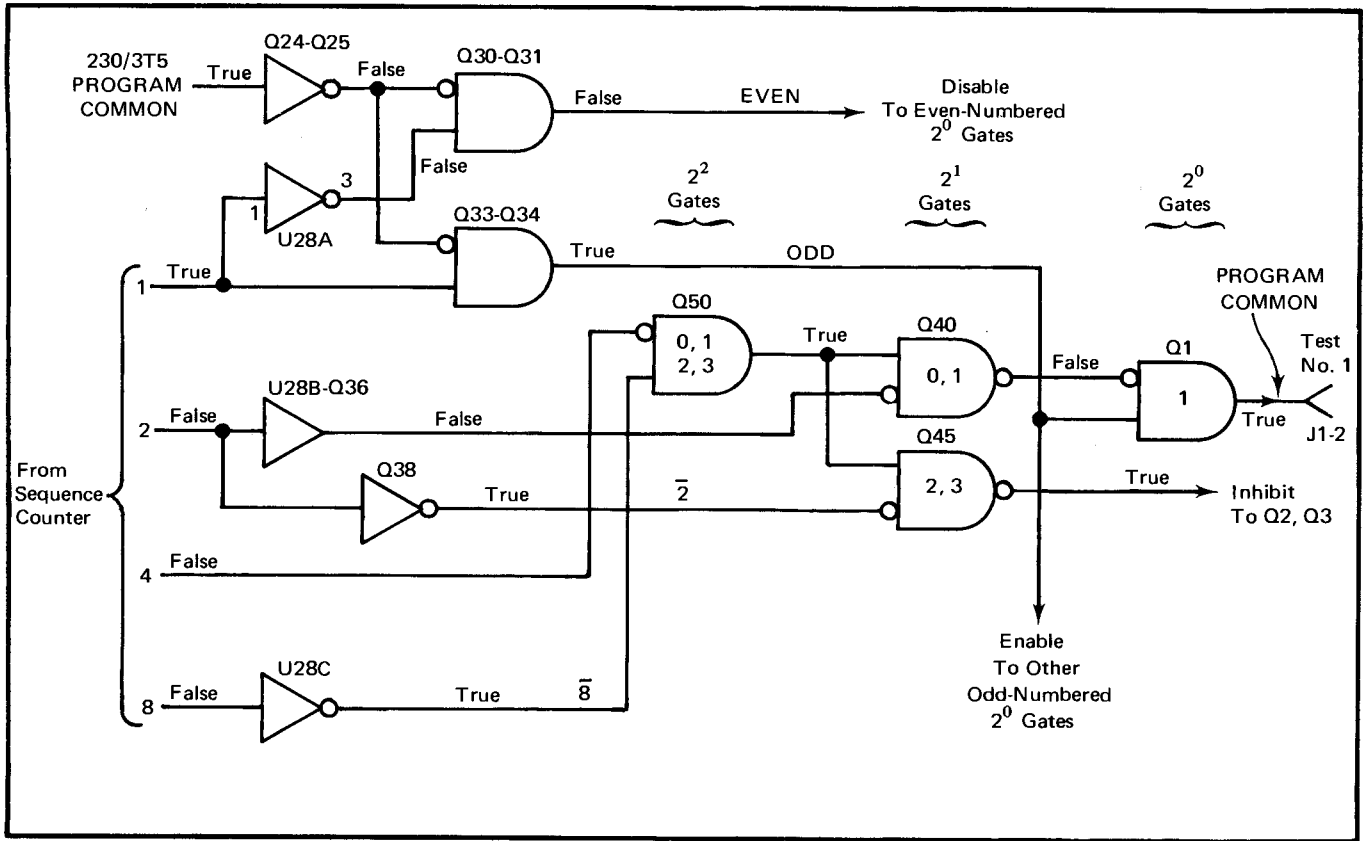 230/3T5
PROGRAM
COMMON
True
Q24-Q25
False
Q30-Q31
False
EVEN
Disable
To Even-Numbered
2⁰ Gates
False
1
3
U28A
Q33-Q34
2²
Gates
2¹
Gates
2⁰
Gates
1 True
True
ODD
PROGRAM
COMMON
Q50
0, 1
2, 3
True
Q40
0, 1
False
Q1
1
True
Test
No. 1
J1-2
2 False
U28B-Q36
False
Q45
2, 3
True
Inhibit
To Q2, Q3
From
Sequence
Counter
Q38
True
2̅
4 False
Enable
To Other
Odd-Numbered
2⁰ Gates
8 False
U28C
True
8̅